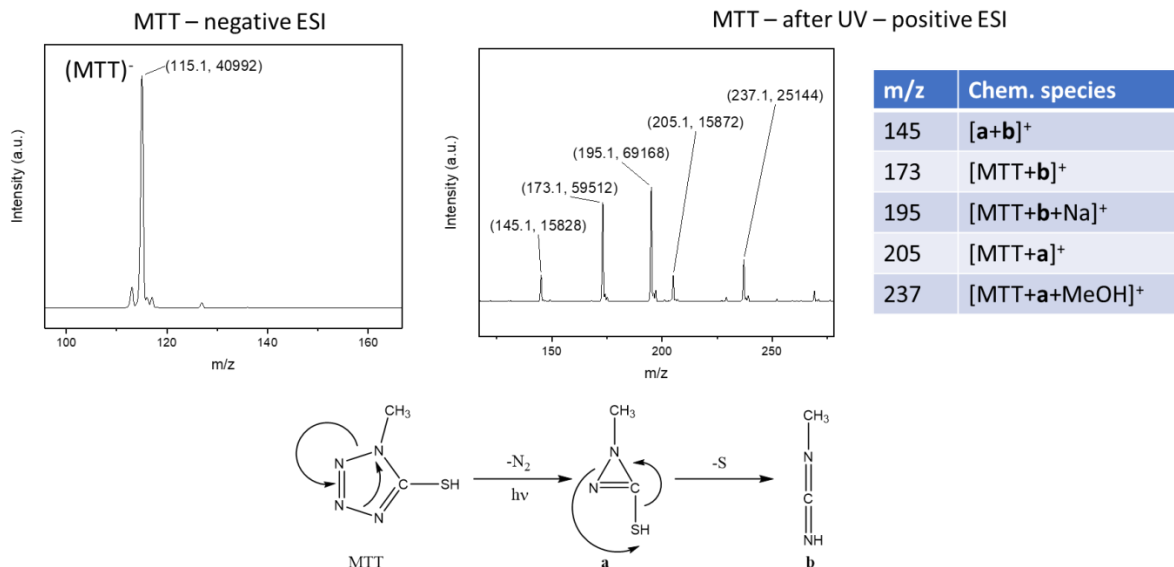 MTT – negative ESI
MTT – after UV – positive ESI
(MTT)-
(115.1, 40992)
Intensity (a.u.)
100
120
140
160
m/z
(237.1, 25144)
(205.1, 15872)
(195.1, 69168)
(173.1, 59512)
(145.1, 15828)
Intensity (a.u.)
150
200
250
m/z
m/z Chem. species
145 [a+b]+
173 [MTT+b]+
195 [MTT+b+Na]+
205 [MTT+a]+
237 [MTT+a+MeOH]+
CH3
N
N
N
N
C
SH
MTT
-N2
hν
CH3
N
N
C
SH
a
-S
CH3
N
C
NH
b